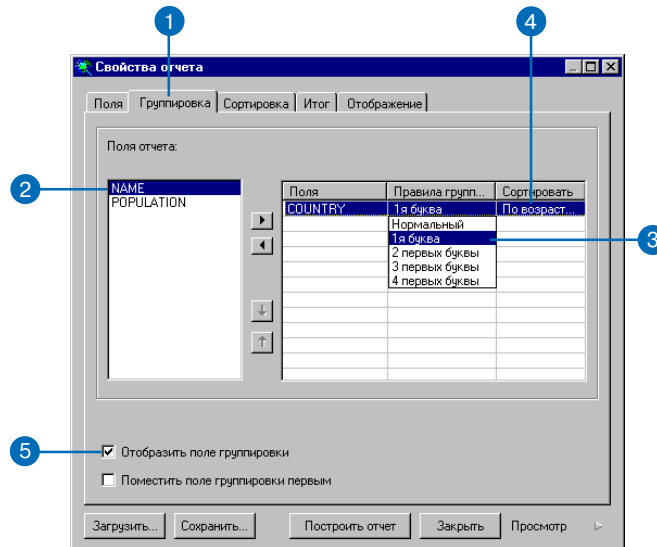 1
4
Свойства отчета
Поля Группировка Сортировка Итог Отображение
Поля отчета:
2
NAME
POPULATION
Поля Правила групп... Сортировать
COUNTRY 1я буква По возраст...
Нормальный
1я буква
3
2 первых буквы
3 первых буквы
4 первых буквы
5
Отобразить поле группировки
Поместить поле группировки первым
Загрузить... Сохранить... Построить отчет Закрыть Просмотр